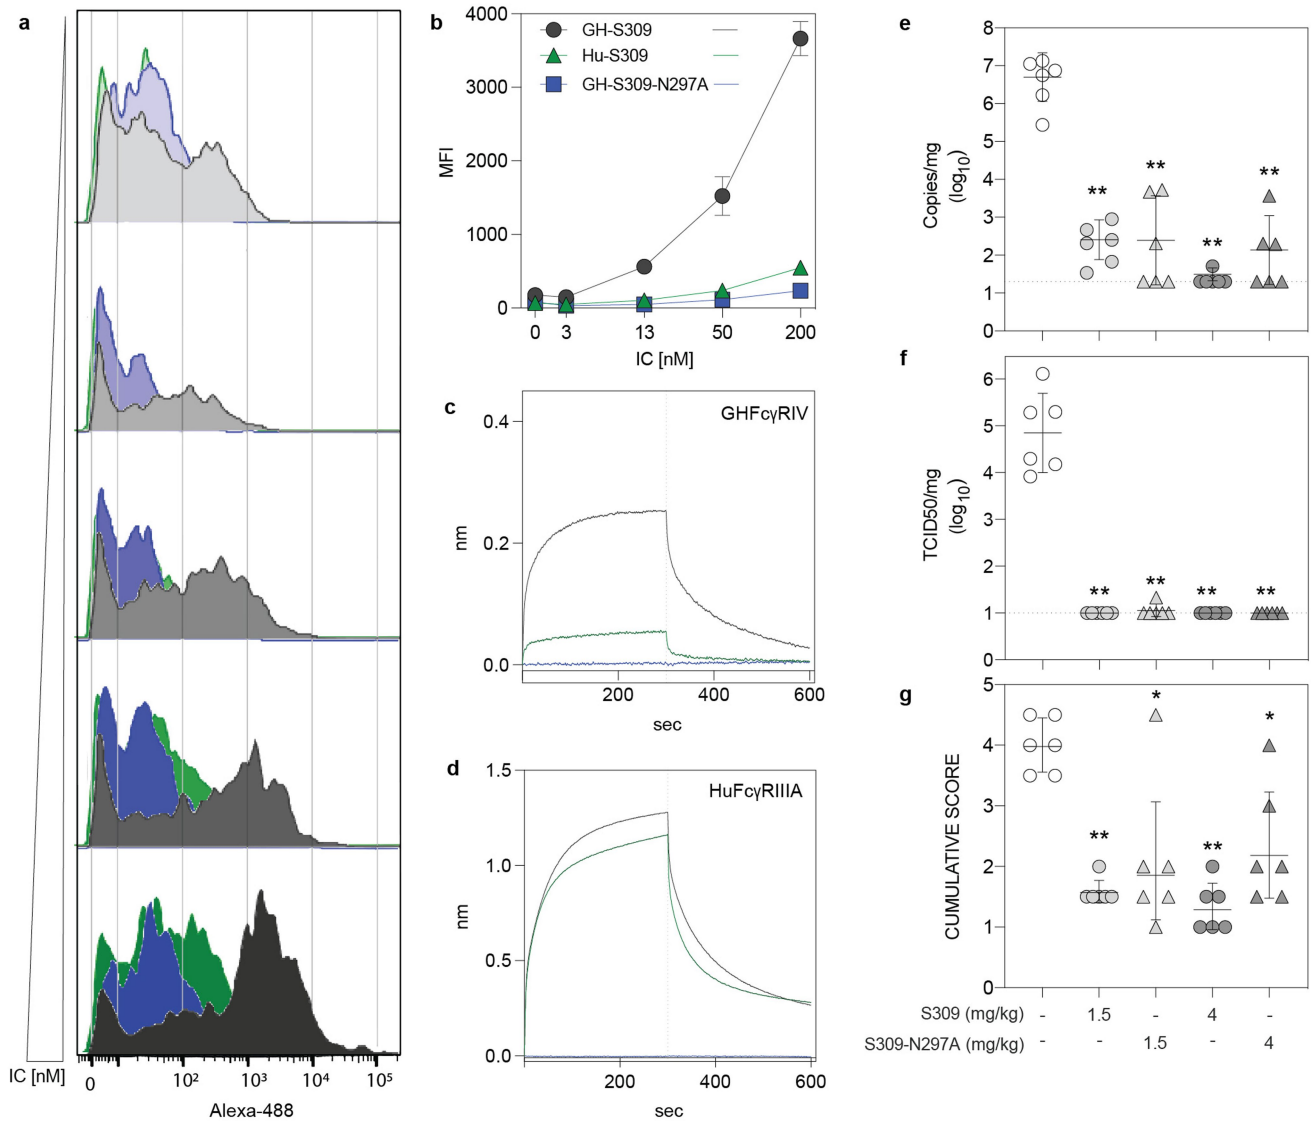 a
IC [nM]
0
10²
10³
10⁴
10⁵
Alexa-488
b
4000
3000
2000
1000
0
MFI
GH-S309
Hu-S309
GH-S309-N297A
0 3 13 50 200
IC [nM]
c
GHFcγRIV
0.4
0.2
0.0
nm
200 400 600
sec
d
HuFcγRIIIA
1.5
1.0
0.5
0.0
nm
200 400 600
sec
e
8
7
6
5
4
3
2
1
0
Copies/mg
(log10)
** ** ** **
f
6
5
4
3
2
1
0
TCID50/mg
(log10)
** ** ** **
g
5
4
3
2
1
0
CUMULATIVE SCORE
** * ** *
S309 (mg/kg) - 1.5 - 4 -
S309-N297A (mg/kg) - - 1.5 - 4